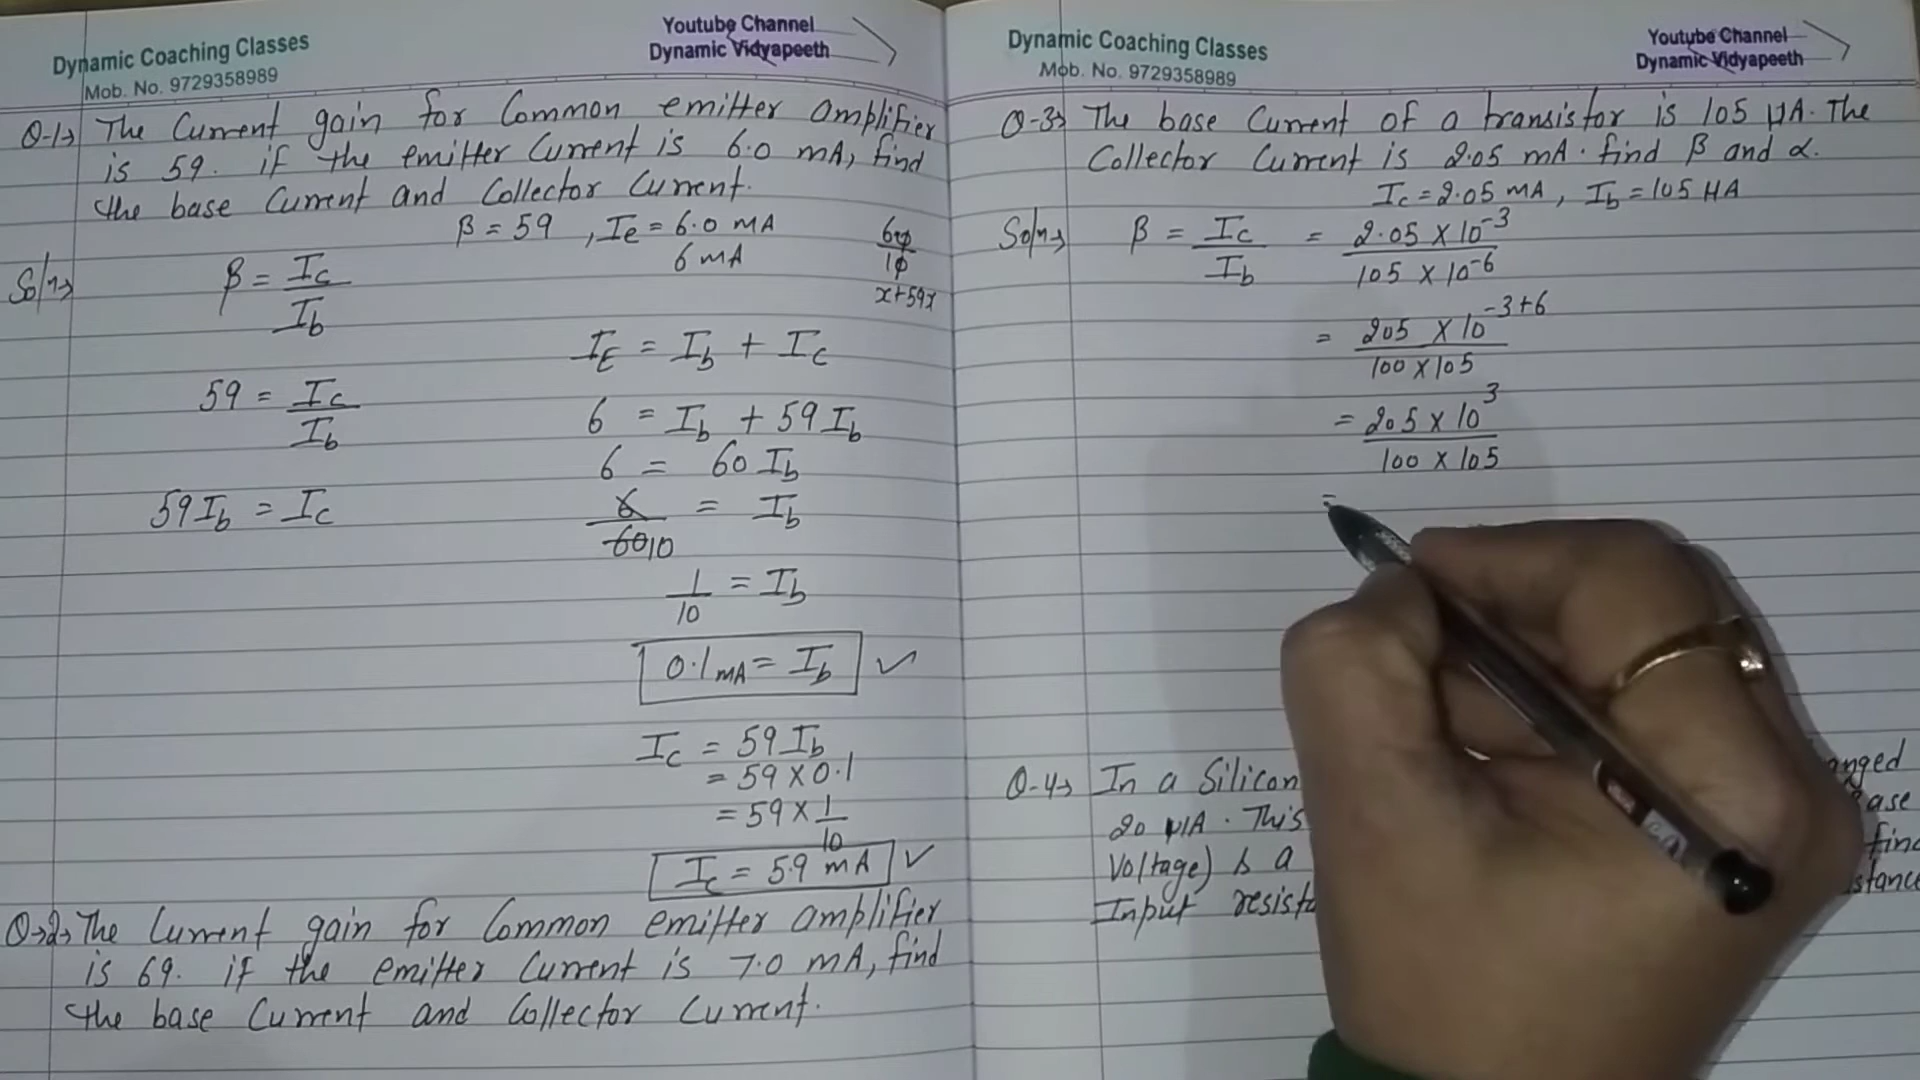 Dynamic Coaching Classes
Mob. No. 9729358989
Youtube Channel
Dynamic Vidyapeeth
Q-1→ The Current gain for Common emitter amplifier
is 59. if the emitter Current is 6.0 mA, find
the base Current and Collector Current.
β = 59 , Ie = 6.0 mA
6 mA
60
10
x+59x
Soln→ β = Ic
Ib
IE = Ib + Ic
59 = Ic
Ib
6 = Ib + 59 Ib
6 = 60 Ib
59 Ib = Ic
6 = Ib
60 10
1 = Ib
10
0.1 mA = Ib ✓
Ic = 59 Ib
= 59 × 0.1
= 59 × 1
10
Ic = 5.9 mA ✓
Q→2→ The Current gain for Common emitter amplifier
is 69. if the emitter Current is 7.0 mA, find
the base Current and Collector Current.
Dynamic Coaching Classes
Mob. No. 9729358989
Youtube Channel
Dynamic Vidyapeeth
Q-3→ The base Current of a transistor is 105 μA. The
Collector Current is 2.05 mA. find β and α.
Ic = 2.05 mA , Ib = 105 μA
Soln→ β = Ic = 2.05 × 10⁻³
Ib 105 × 10⁻⁶
= 205 × 10⁻³⁺⁶
100 × 105
= 205 × 10³
100 × 105
=
Q-4→ In a Silicon
20 μA. This
Voltage) & a find
Input